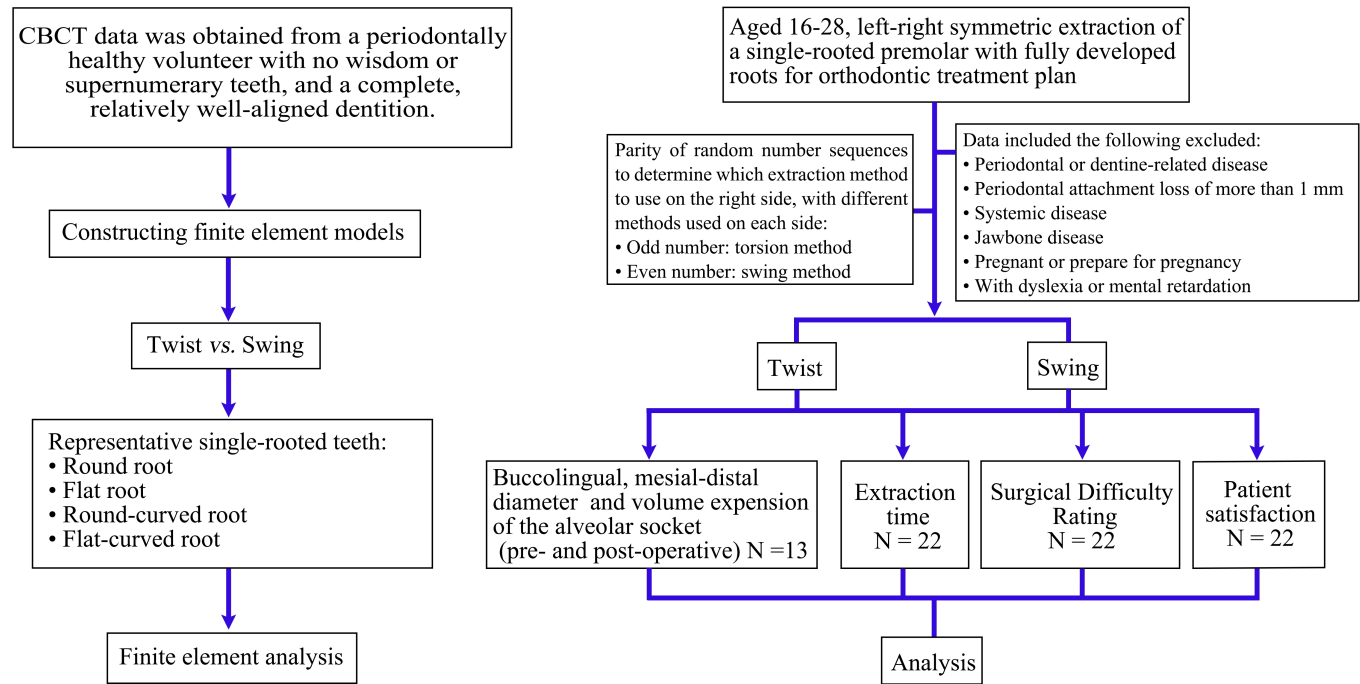 CBCT data was obtained from a periodontally
healthy volunteer with no wisdom or
supernumerary teeth, and a complete,
relatively well-aligned dentition.
Constructing finite element models
Twist vs. Swing
Representative single-rooted teeth:
• Round root
• Flat root
• Round-curved root
• Flat-curved root
Finite element analysis
Aged 16-28, left-right symmetric extraction of
a single-rooted premolar with fully developed
roots for orthodontic treatment plan
Parity of random number sequences
to determine which extraction method
to use on the right side, with different
methods used on each side:
• Odd number: torsion method
• Even number: swing method
Data included the following excluded:
• Periodontal or dentine-related disease
• Periodontal attachment loss of more than 1 mm
• Systemic disease
• Jawbone disease
• Pregnant or prepare for pregnancy
• With dyslexia or mental retardation
Twist
Swing
Buccolingual, mesial-distal
diameter and volume expension
of the alveolar socket
(pre- and post-operative) N =13
Extraction
time
N = 22
Surgical Difficulty
Rating
N = 22
Patient
satisfaction
N = 22
Analysis